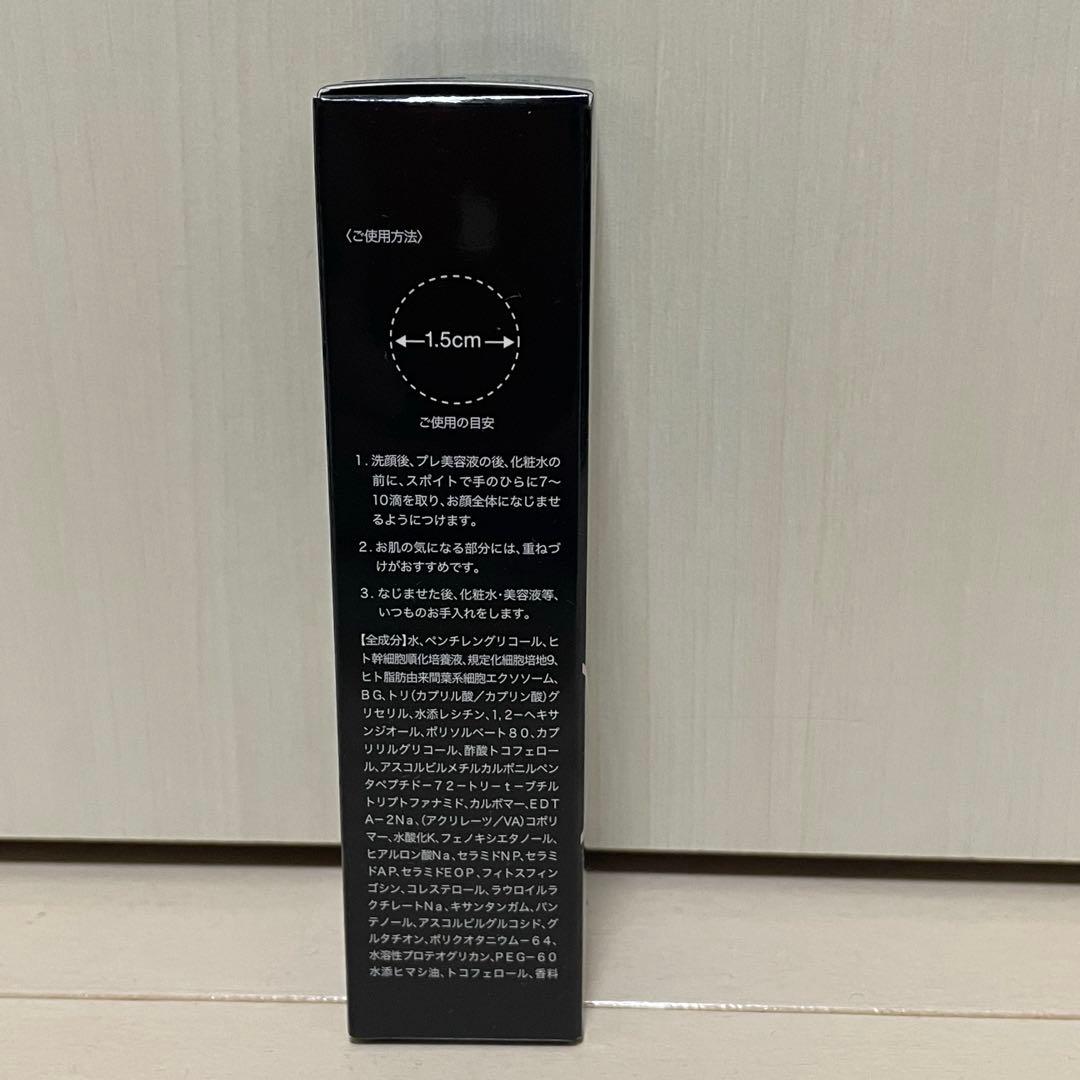 〈ご使用方法〉
1.5cm
ご使用の目安
1. 洗顔後、プレ美容液の後、化粧水の
前に、スポイトで手のひらに7〜
10滴を取り、お顔全体になじませ
るようにつけます。
2. お肌の気になる部分には、重ねづ
けがおすすめです。
3. なじませた後、化粧水・美容液等、
いつものお手入れをします。
【全成分】水、ペンチレングリコール、ヒ
ト幹細胞順化培養液、規定化細胞培地9、
ヒト脂肪由来間葉系細胞エクソソーム、
BG、トリ(カプリル酸/カプリン酸)グ
リセリル、水添レシチン、1,2-ヘキサ
ンジオール、ポリソルベート80、カプ
リリルグリコール、酢酸トコフェロー
ル、アスコルビルメチルカルボニルペン
タペプチド-72-トリ-t-ブチル
トリプトファナミド、カルボマー、EDT
A-2Na、(アクリレーツ/VA)コポリ
マー、水酸化K、フェノキシエタノール、
ヒアルロン酸Na、セラミドNP、セラミ
ドAP、セラミドEOP、フィトスフィン
ゴシン、コレステロール、ラウロイルラ
クチレートNa、キサンタンガム、パン
テノール、アスコルビルグルコシド、グ
ルタチオン、ポリクオタニウム-64、
水溶性プロテオグリカン、PEG-60
水添ヒマシ油、トコフェロール、香料